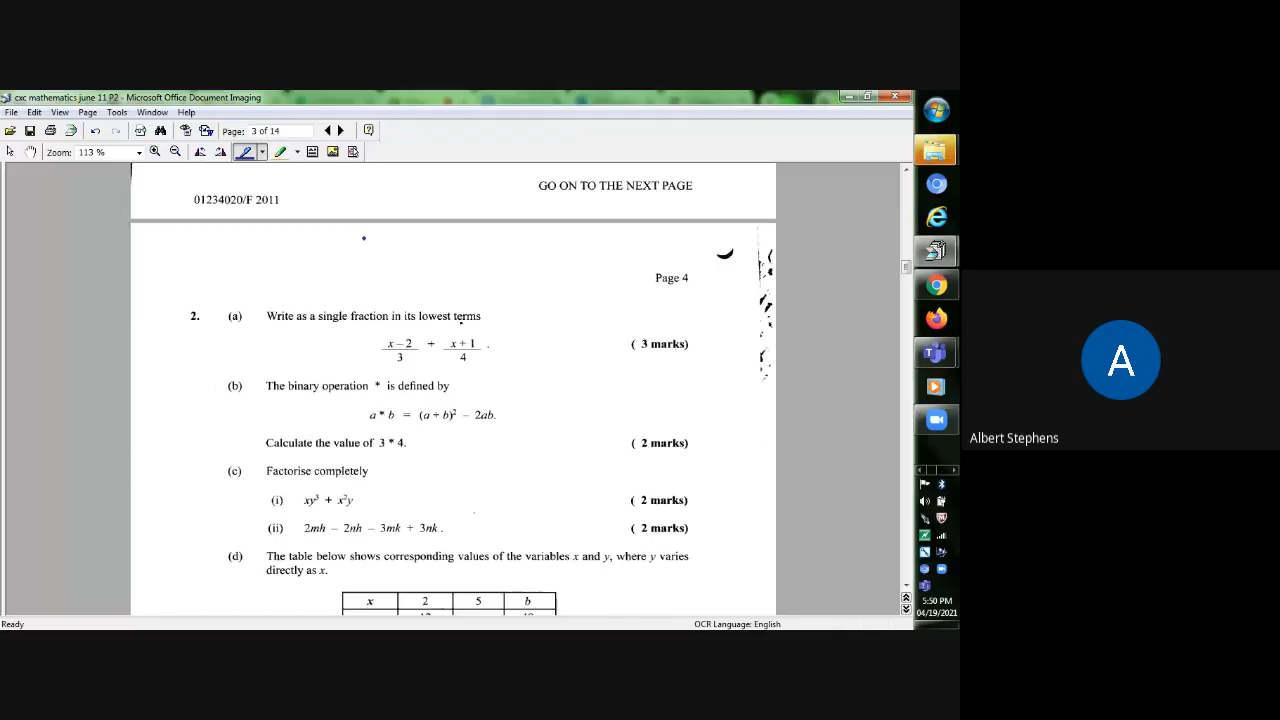 cxc mathematics june 11 P2 - Microsoft Office Document Imaging
File Edit View Page Tools Window Help
Page: 3 of 14
Zoom: 113 %
GO ON TO THE NEXT PAGE
01234020/F 2011
Page 4
2. (a) Write as a single fraction in its lowest terms
x – 2 / 3 + x + 1 / 4 . ( 3 marks)
(b) The binary operation * is defined by
a * b = (a + b)² – 2ab.
Calculate the value of 3 * 4. ( 2 marks)
(c) Factorise completely
(i) xy³ + x²y ( 2 marks)
(ii) 2mh – 2nh – 3mk + 3nk . ( 2 marks)
(d) The table below shows corresponding values of the variables x and y, where y varies
directly as x.
x 2 5 b
Ready OCR Language: English
5:50 PM
04/19/2021
A
Albert Stephens